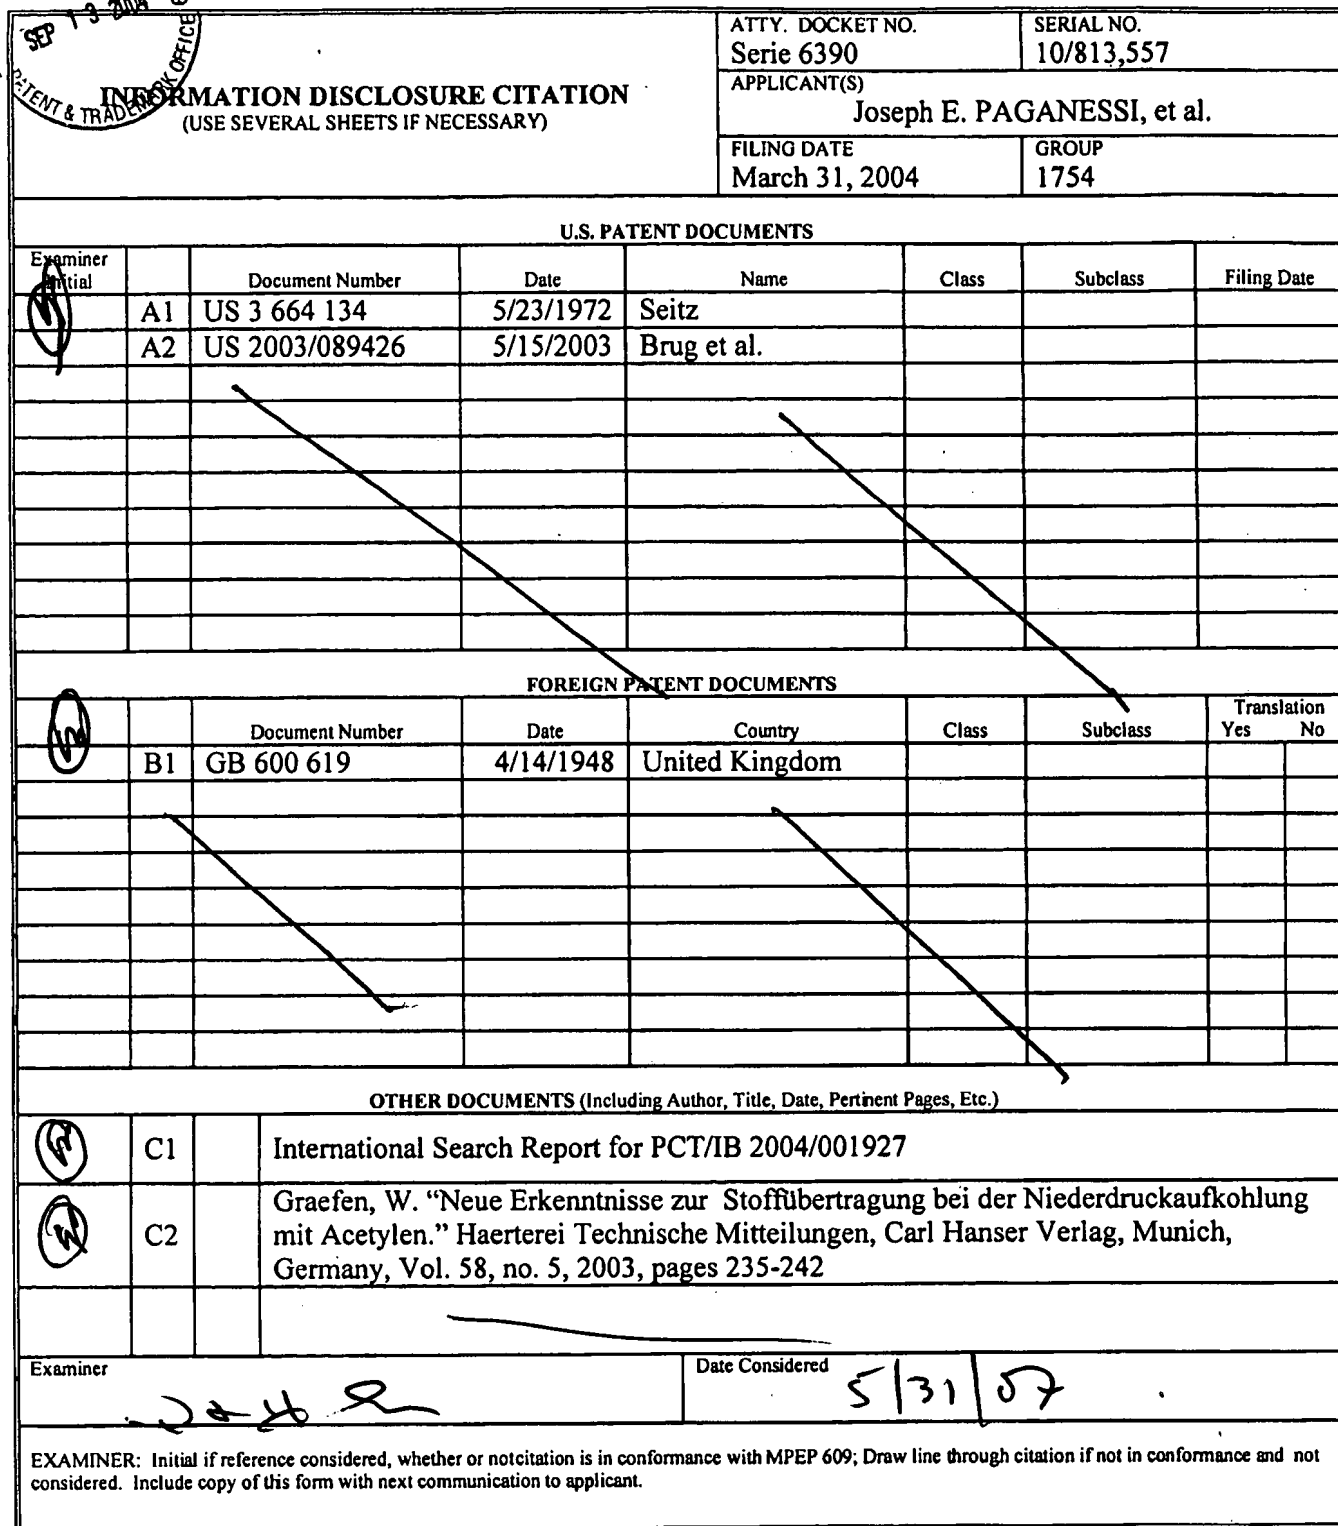 SEP 13 2004
PATENT & TRADEMARK OFFICE
ATTY. DOCKET NO.
Serie 6390
SERIAL NO.
10/813,557
INFORMATION DISCLOSURE CITATION
(USE SEVERAL SHEETS IF NECESSARY)
APPLICANT(S)
Joseph E. PAGANESSI, et al.
FILING DATE
March 31, 2004
GROUP
1754
U.S. PATENT DOCUMENTS
Examiner Initial Document Number Date Name Class Subclass Filing Date
A1 US 3 664 134 5/23/1972 Seitz
A2 US 2003/089426 5/15/2003 Brug et al.
FOREIGN PATENT DOCUMENTS
Document Number Date Country Class Subclass Translation Yes No
B1 GB 600 619 4/14/1948 United Kingdom
OTHER DOCUMENTS (Including Author, Title, Date, Pertinent Pages, Etc.)
C1 International Search Report for PCT/IB 2004/001927
C2 Graefen, W. “Neue Erkenntnisse zur Stoffübertragung bei der Niederdruckaufkohlung
mit Acetylen.” Haerterei Technische Mitteilungen, Carl Hanser Verlag, Munich,
Germany, Vol. 58, no. 5, 2003, pages 235-242
Examiner
Date Considered 5/31/07
EXAMINER: Initial if reference considered, whether or notcitation is in conformance with MPEP 609; Draw line through citation if not in conformance and not
considered. Include copy of this form with next communication to applicant.